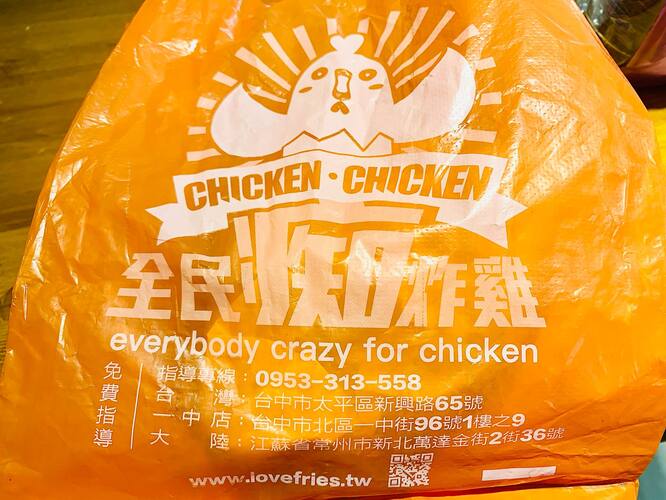 CHICKEN · CHICKEN
全民瘋炸雞
everybody crazy for chicken
免費指導
指導專線：0953-313-558
台灣：台中市太平區新興路65號
一中店：台中市北區一中街96號1樓之9
大陸：江蘇省常州市新北萬達金街2街36號
www.lovefries.tw